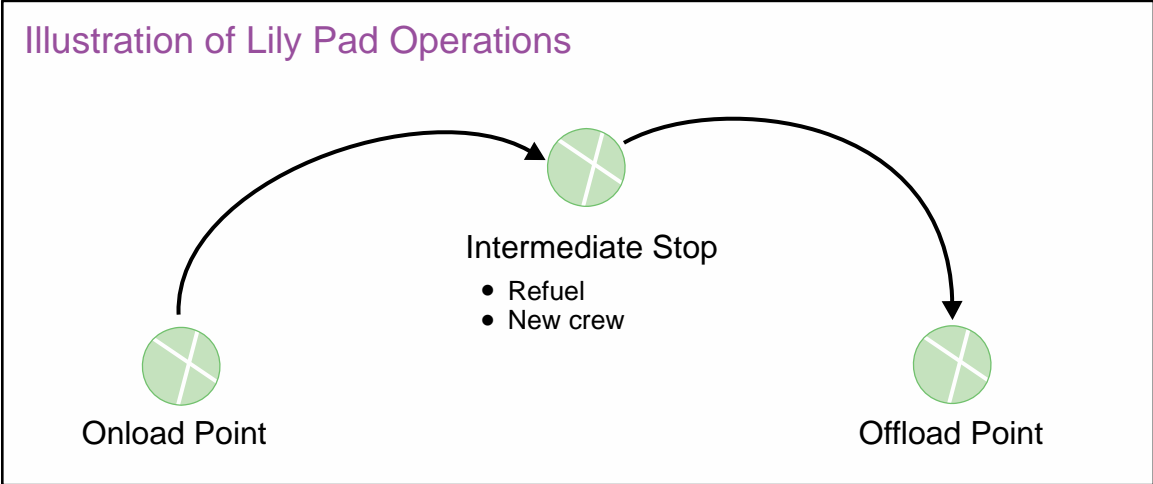 Illustration of Lily Pad Operations
Intermediate Stop
• Refuel
• New crew
Onload Point
Offload Point